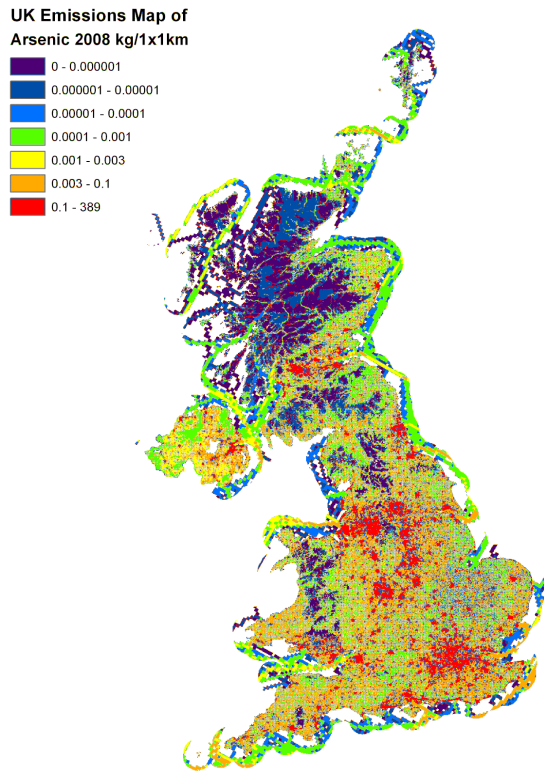 UK Emissions Map of
Arsenic 2008 kg/1x1km
0 - 0.000001
0.000001 - 0.00001
0.00001 - 0.0001
0.0001 - 0.001
0.001 - 0.003
0.003 - 0.1
0.1 - 389